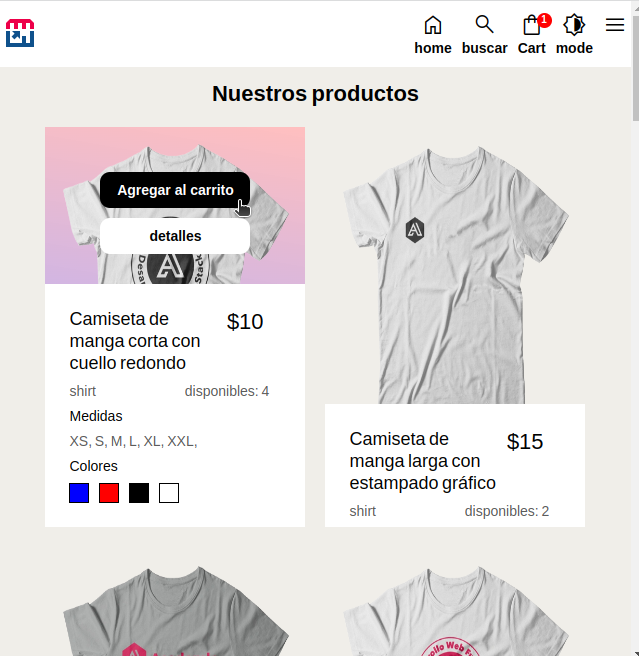 1
home buscar Cart mode
Nuestros productos
Agregar al carrito
detalles
Desar
Stack
Camiseta de
manga corta con
cuello redondo
$10
shirt
disponibles: 4
Medidas
XS, S, M, L, XL, XXL,
Colores
Camiseta de
manga larga con
estampado gráfico
$15
shirt
disponibles: 2